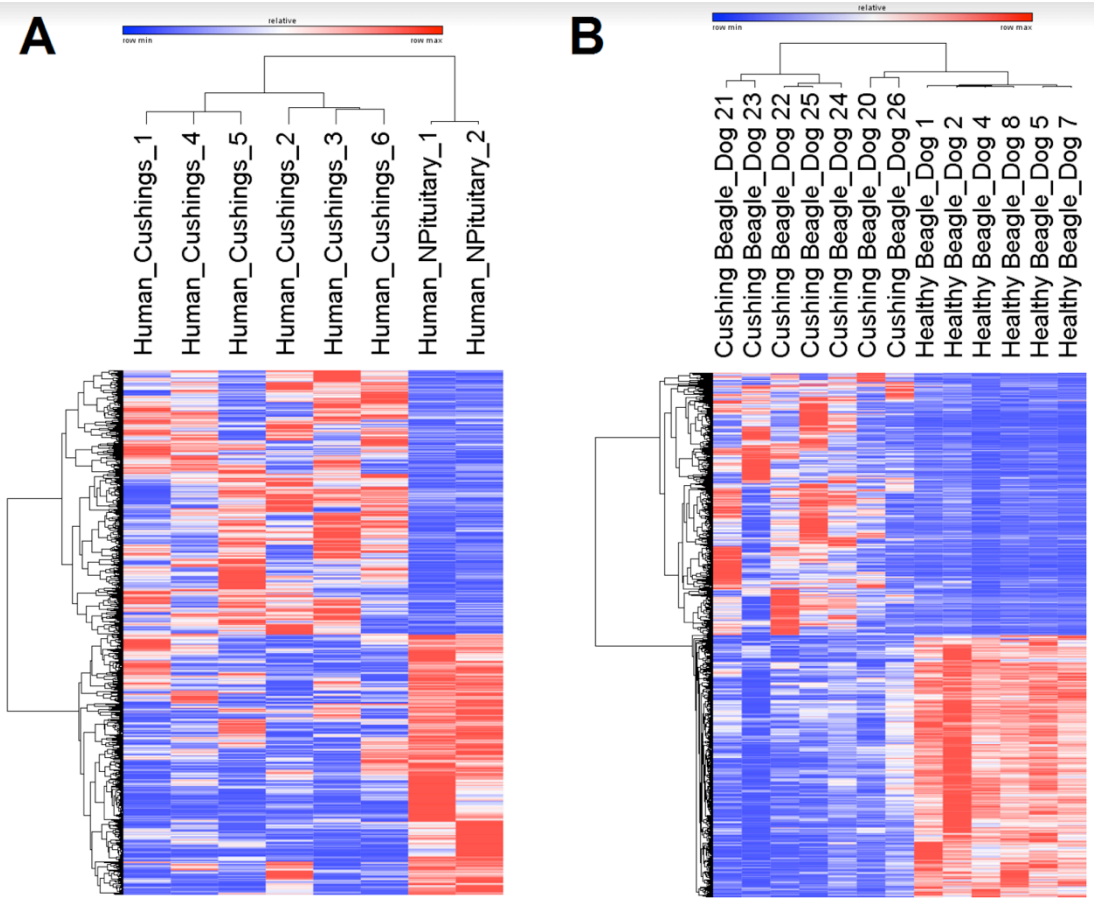 A
relative
row min
row max
Human_Cushings_1
Human_Cushings_4
Human_Cushings_5
Human_Cushings_2
Human_Cushings_3
Human_Cushings_6
Human_NPituitary_1
Human_NPituitary_2
B
relative
row min
row max
Cushing Beagle_Dog 21
Cushing Beagle_Dog 23
Cushing Beagle_Dog 22
Cushing Beagle_Dog 25
Cushing Beagle_Dog 24
Cushing Beagle_Dog 20
Cushing Beagle_Dog 26
Healthy Beagle_Dog 1
Healthy Beagle_Dog 2
Healthy Beagle_Dog 4
Healthy Beagle_Dog 8
Healthy Beagle_Dog 5
Healthy Beagle_Dog 7